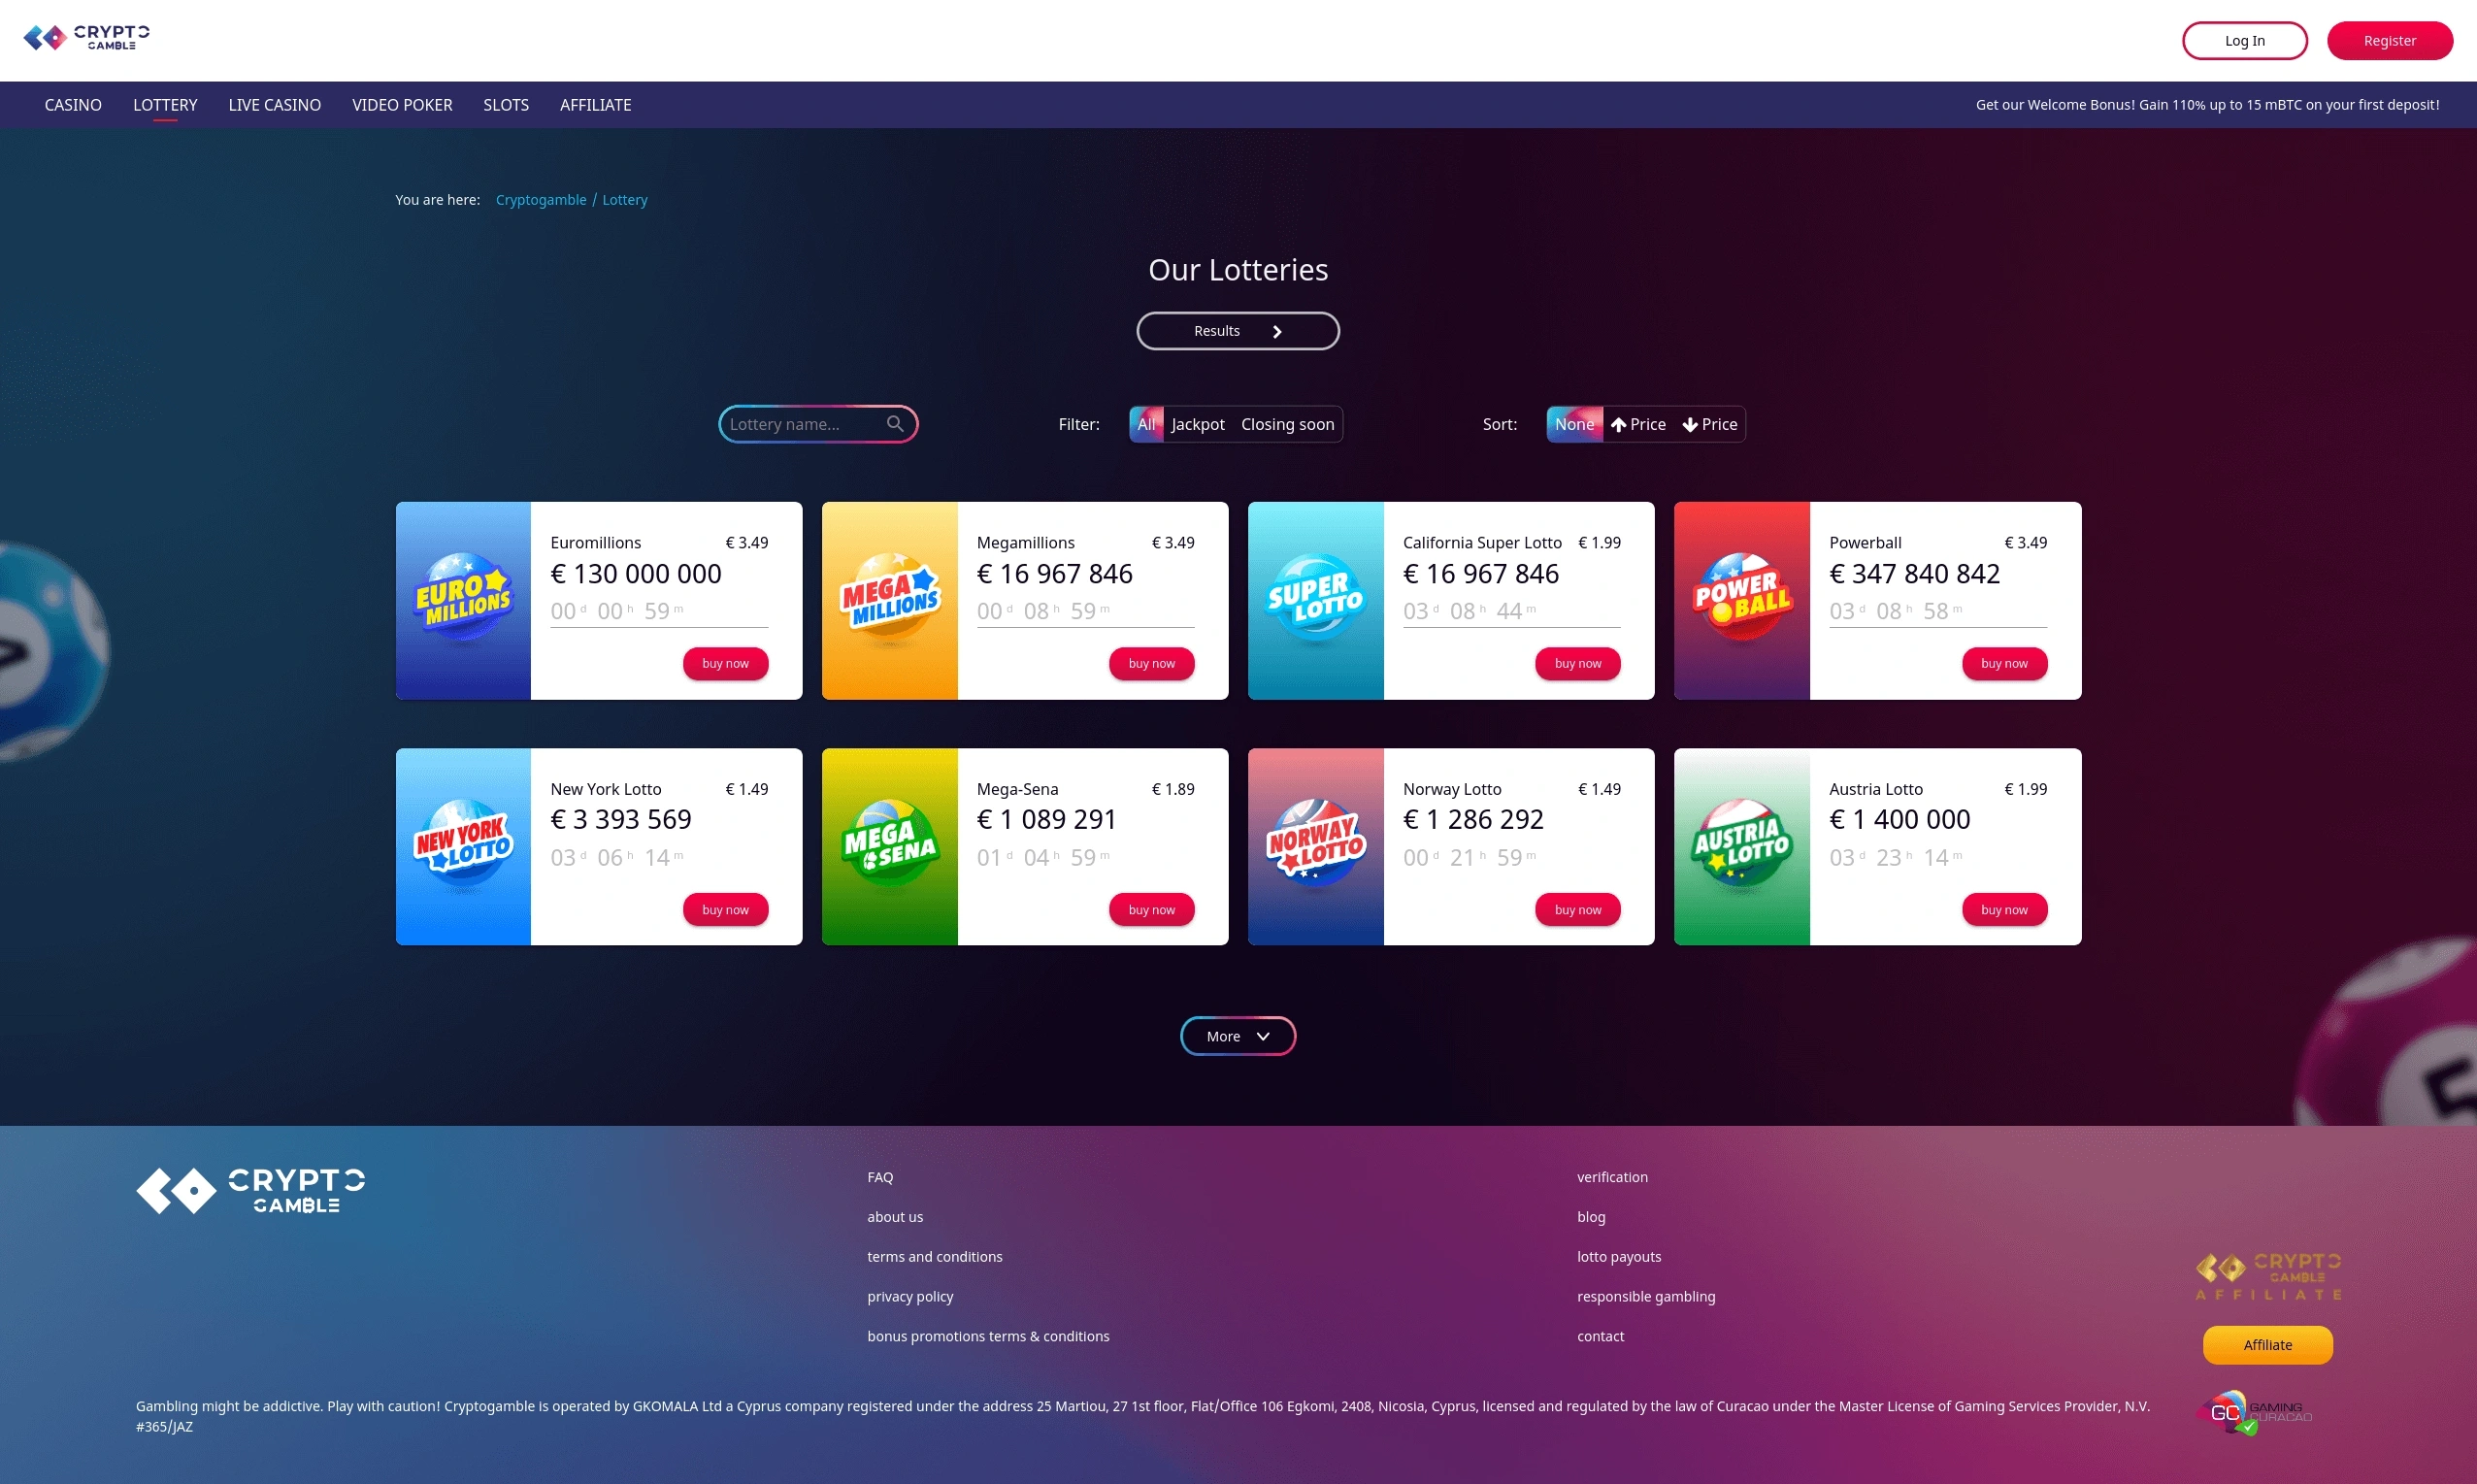 CRYPTO
GAMBLE
Log In
Register
CASINO LOTTERY LIVE CASINO VIDEO POKER SLOTS AFFILIATE
Get our Welcome Bonus! Gain 110% up to 15 mBTC on your first deposit!
You are here: Cryptogamble / Lottery
Our Lotteries
Results
Lottery name...
Filter: All Jackpot Closing soon
Sort: None Price Price
EURO MILLIONS
Euromillions € 3.49
€ 130 000 000
00 d 00 h 59 m
buy now
MEGA MILLIONS
Megamillions € 3.49
€ 16 967 846
00 d 08 h 59 m
buy now
SUPER LOTTO
California Super Lotto € 1.99
€ 16 967 846
03 d 08 h 44 m
buy now
POWER BALL
Powerball € 3.49
€ 347 840 842
03 d 08 h 58 m
buy now
NEW YORK LOTTO
New York Lotto € 1.49
€ 3 393 569
03 d 06 h 14 m
buy now
MEGA SENA
Mega-Sena € 1.89
€ 1 089 291
01 d 04 h 59 m
buy now
NORWAY LOTTO
Norway Lotto € 1.49
€ 1 286 292
00 d 21 h 59 m
buy now
AUSTRIA LOTTO
Austria Lotto € 1.99
€ 1 400 000
03 d 23 h 14 m
buy now
More
5
CRYPTO
GAMBLE
FAQ
about us
terms and conditions
privacy policy
bonus promotions terms & conditions
verification
blog
lotto payouts
responsible gambling
contact
CRYPTO
GAMBLE
AFFILIATE
Affiliate
Gambling might be addictive. Play with caution! Cryptogamble is operated by GKOMALA Ltd a Cyprus company registered under the address 25 Martiou, 27 1st floor, Flat/Office 106 Egkomi, 2408, Nicosia, Cyprus, licensed and regulated by the law of Curacao under the Master License of Gaming Services Provider, N.V.
#365/JAZ
GC GAMING
CURACAO